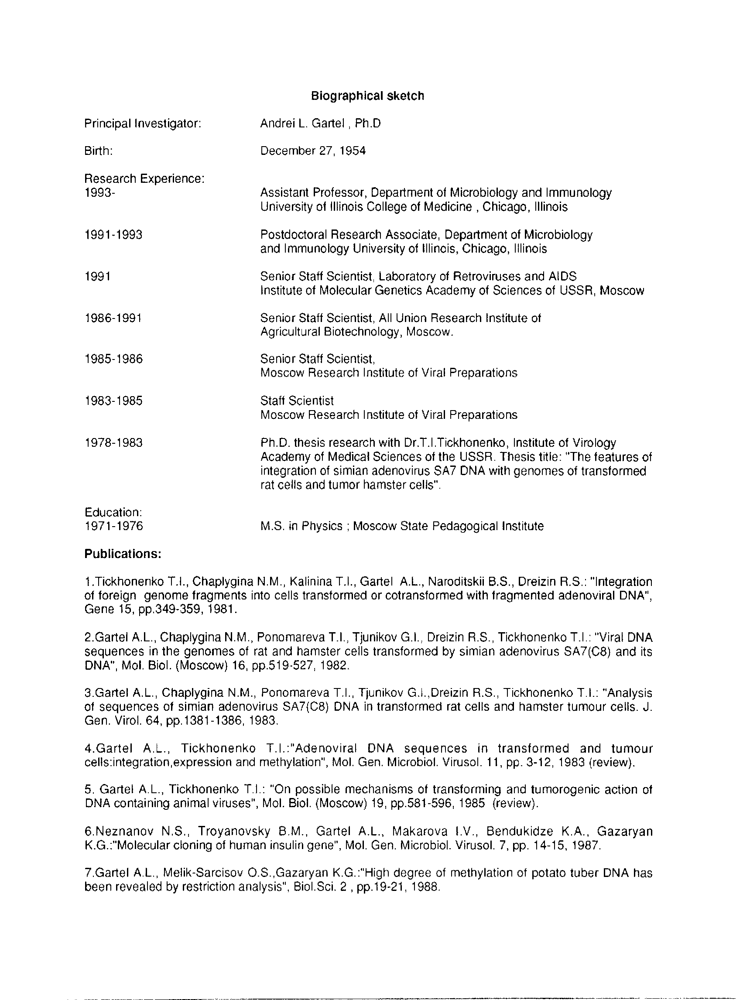 Biographical sketch
Principal Investigator: Andrei L. Gartel , Ph.D
Birth: December 27, 1954
Research Experience:
1993- Assistant Professor, Department of Microbiology and Immunology
University of Illinois College of Medicine , Chicago, Illinois
1991-1993 Postdoctoral Research Associate, Department of Microbiology
and Immunology University of Illinois, Chicago, Illinois
1991 Senior Staff Scientist, Laboratory of Retroviruses and AIDS
Institute of Molecular Genetics Academy of Sciences of USSR, Moscow
1986-1991 Senior Staff Scientist, All Union Research Institute of
Agricultural Biotechnology, Moscow.
1985-1986 Senior Staff Scientist,
Moscow Research Institute of Viral Preparations
1983-1985 Staff Scientist
Moscow Research Institute of Viral Preparations
1978-1983 Ph.D. thesis research with Dr.T.I.Tickhonenko, Institute of Virology
Academy of Medical Sciences of the USSR. Thesis title: "The features of
integration of simian adenovirus SA7 DNA with genomes of transformed
rat cells and tumor hamster cells".
Education:
1971-1976 M.S. in Physics ; Moscow State Pedagogical Institute
Publications:
1.Tickhonenko T.I., Chaplygina N.M., Kalinina T.I., Gartel A.L., Naroditskii B.S., Dreizin R.S.: "Integration
of foreign genome fragments into cells transformed or cotransformed with fragmented adenoviral DNA",
Gene 15, pp.349-359, 1981.
2.Gartel A.L., Chaplygina N.M., Ponomareva T.I., Tjunikov G.I., Dreizin R.S., Tickhonenko T.I.: "Viral DNA
sequences in the genomes of rat and hamster cells transformed by simian adenovirus SA7(C8) and its
DNA", Mol. Biol. (Moscow) 16, pp.519-527, 1982.
3.Gartel A.L., Chaplygina N.M., Ponomareva T.I., Tjunikov G.I.,Dreizin R.S., Tickhonenko T.I.: "Analysis
of sequences of simian adenovirus SA7(C8) DNA in transformed rat cells and hamster tumour cells. J.
Gen. Virol. 64, pp.1381-1386, 1983.
4.Gartel A.L., Tickhonenko T.I.:"Adenoviral DNA sequences in transformed and tumour
cells:integration,expression and methylation", Mol. Gen. Microbiol. Virusol. 11, pp. 3-12, 1983 (review).
5. Gartel A.L., Tickhonenko T.I.: "On possible mechanisms of transforming and tumorogenic action of
DNA containing animal viruses", Mol. Biol. (Moscow) 19, pp.581-596, 1985 (review).
6.Neznanov N.S., Troyanovsky B.M., Gartel A.L., Makarova I.V., Bendukidze K.A., Gazaryan
K.G.:"Molecular cloning of human insulin gene", Mol. Gen. Microbiol. Virusol. 7, pp. 14-15, 1987.
7.Gartel A.L., Melik-Sarcisov O.S.,Gazaryan K.G.:"High degree of methylation of potato tuber DNA has
been revealed by restriction analysis", Biol.Sci. 2 , pp.19-21, 1988.